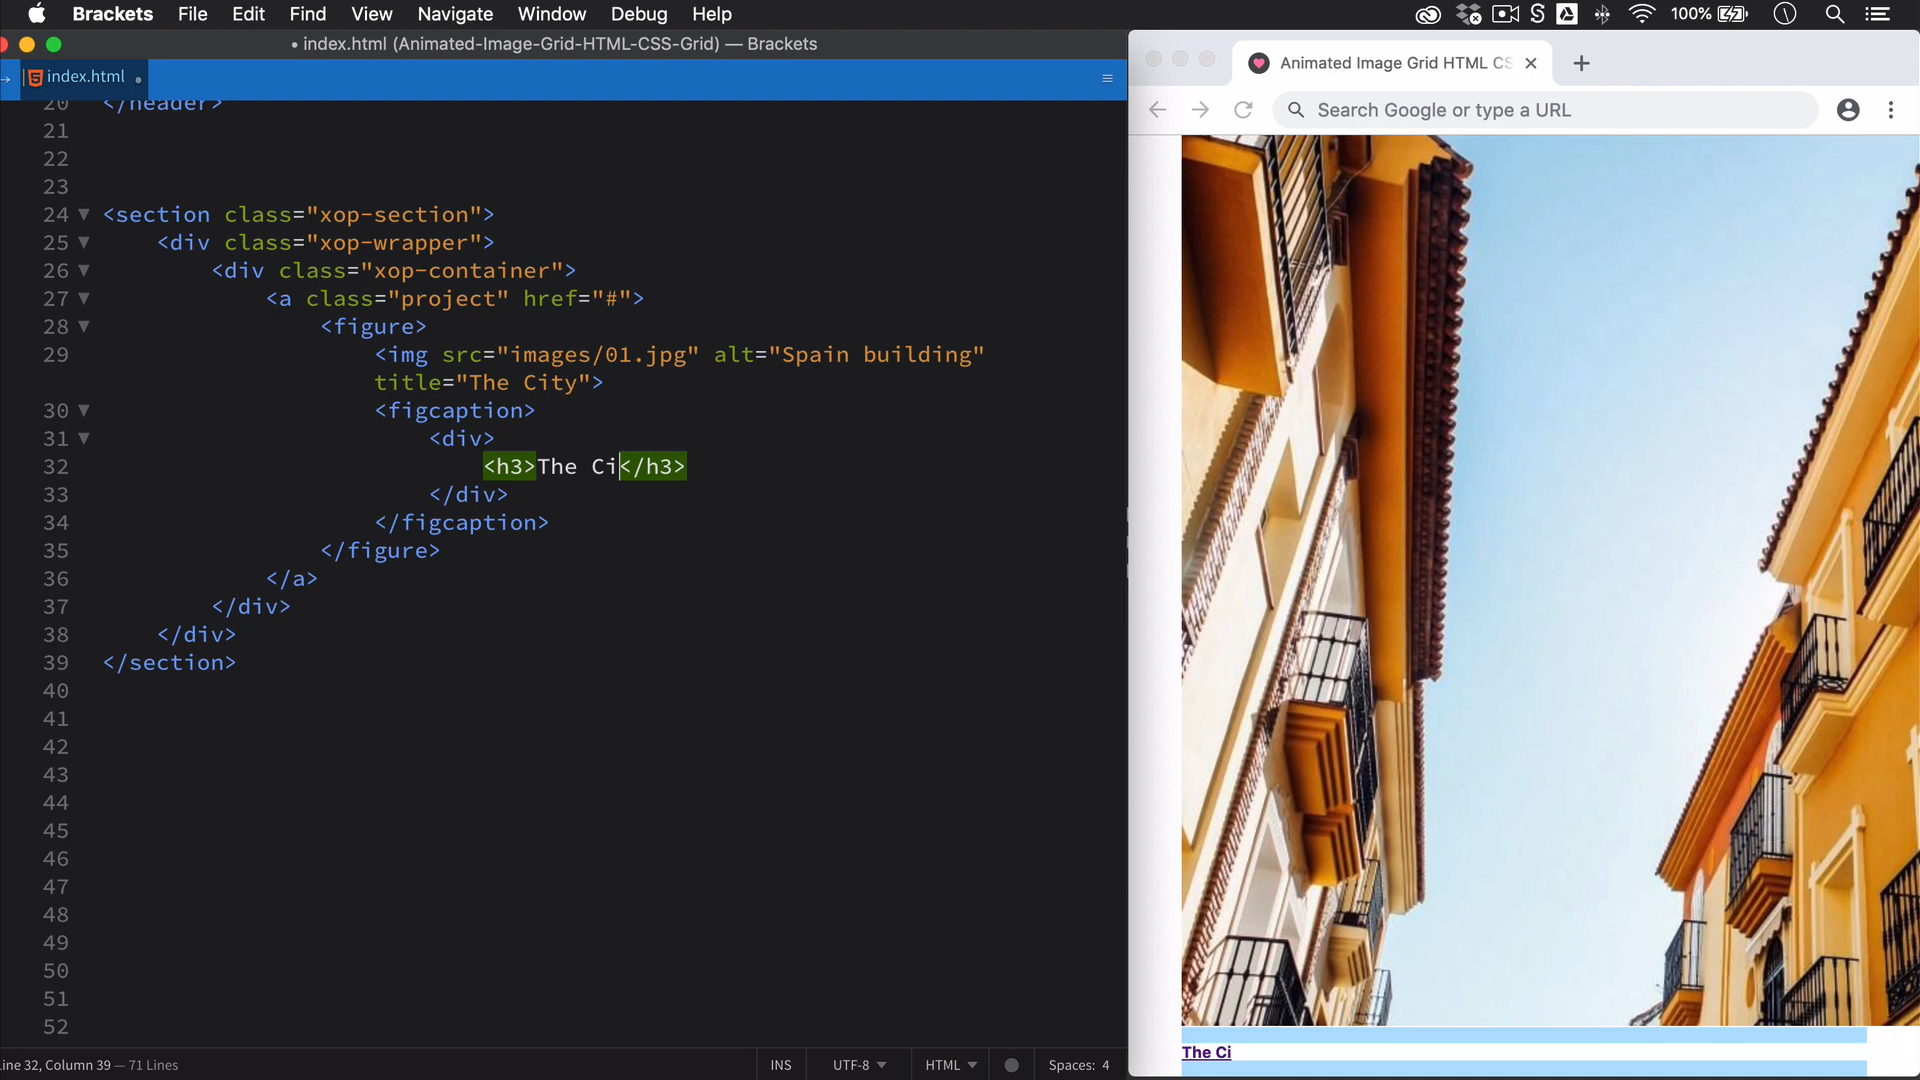 Brackets File Edit Find View Navigate Window Debug Help
100%
• index.html (Animated-Image-Grid-HTML-CSS-Grid) — Brackets
index.html
Animated Image Grid HTML CS
Search Google or type a URL
20 </header>
21
22
23
24 <section class="xop-section">
25 <div class="xop-wrapper">
26 <div class="xop-container">
27 <a class="project" href="#">
28 <figure>
29 <img src="images/01.jpg" alt="Spain building"
title="The City">
30 <figcaption>
31 <div>
32 <h3>The Ci</h3>
33 </div>
34 </figcaption>
35 </figure>
36 </a>
37 </div>
38 </div>
39 </section>
40
41
42
43
44
45
46
47
48
49
50
51
52
The Ci
ine 32, Column 39 — 71 Lines
INS UTF-8 HTML Spaces: 4